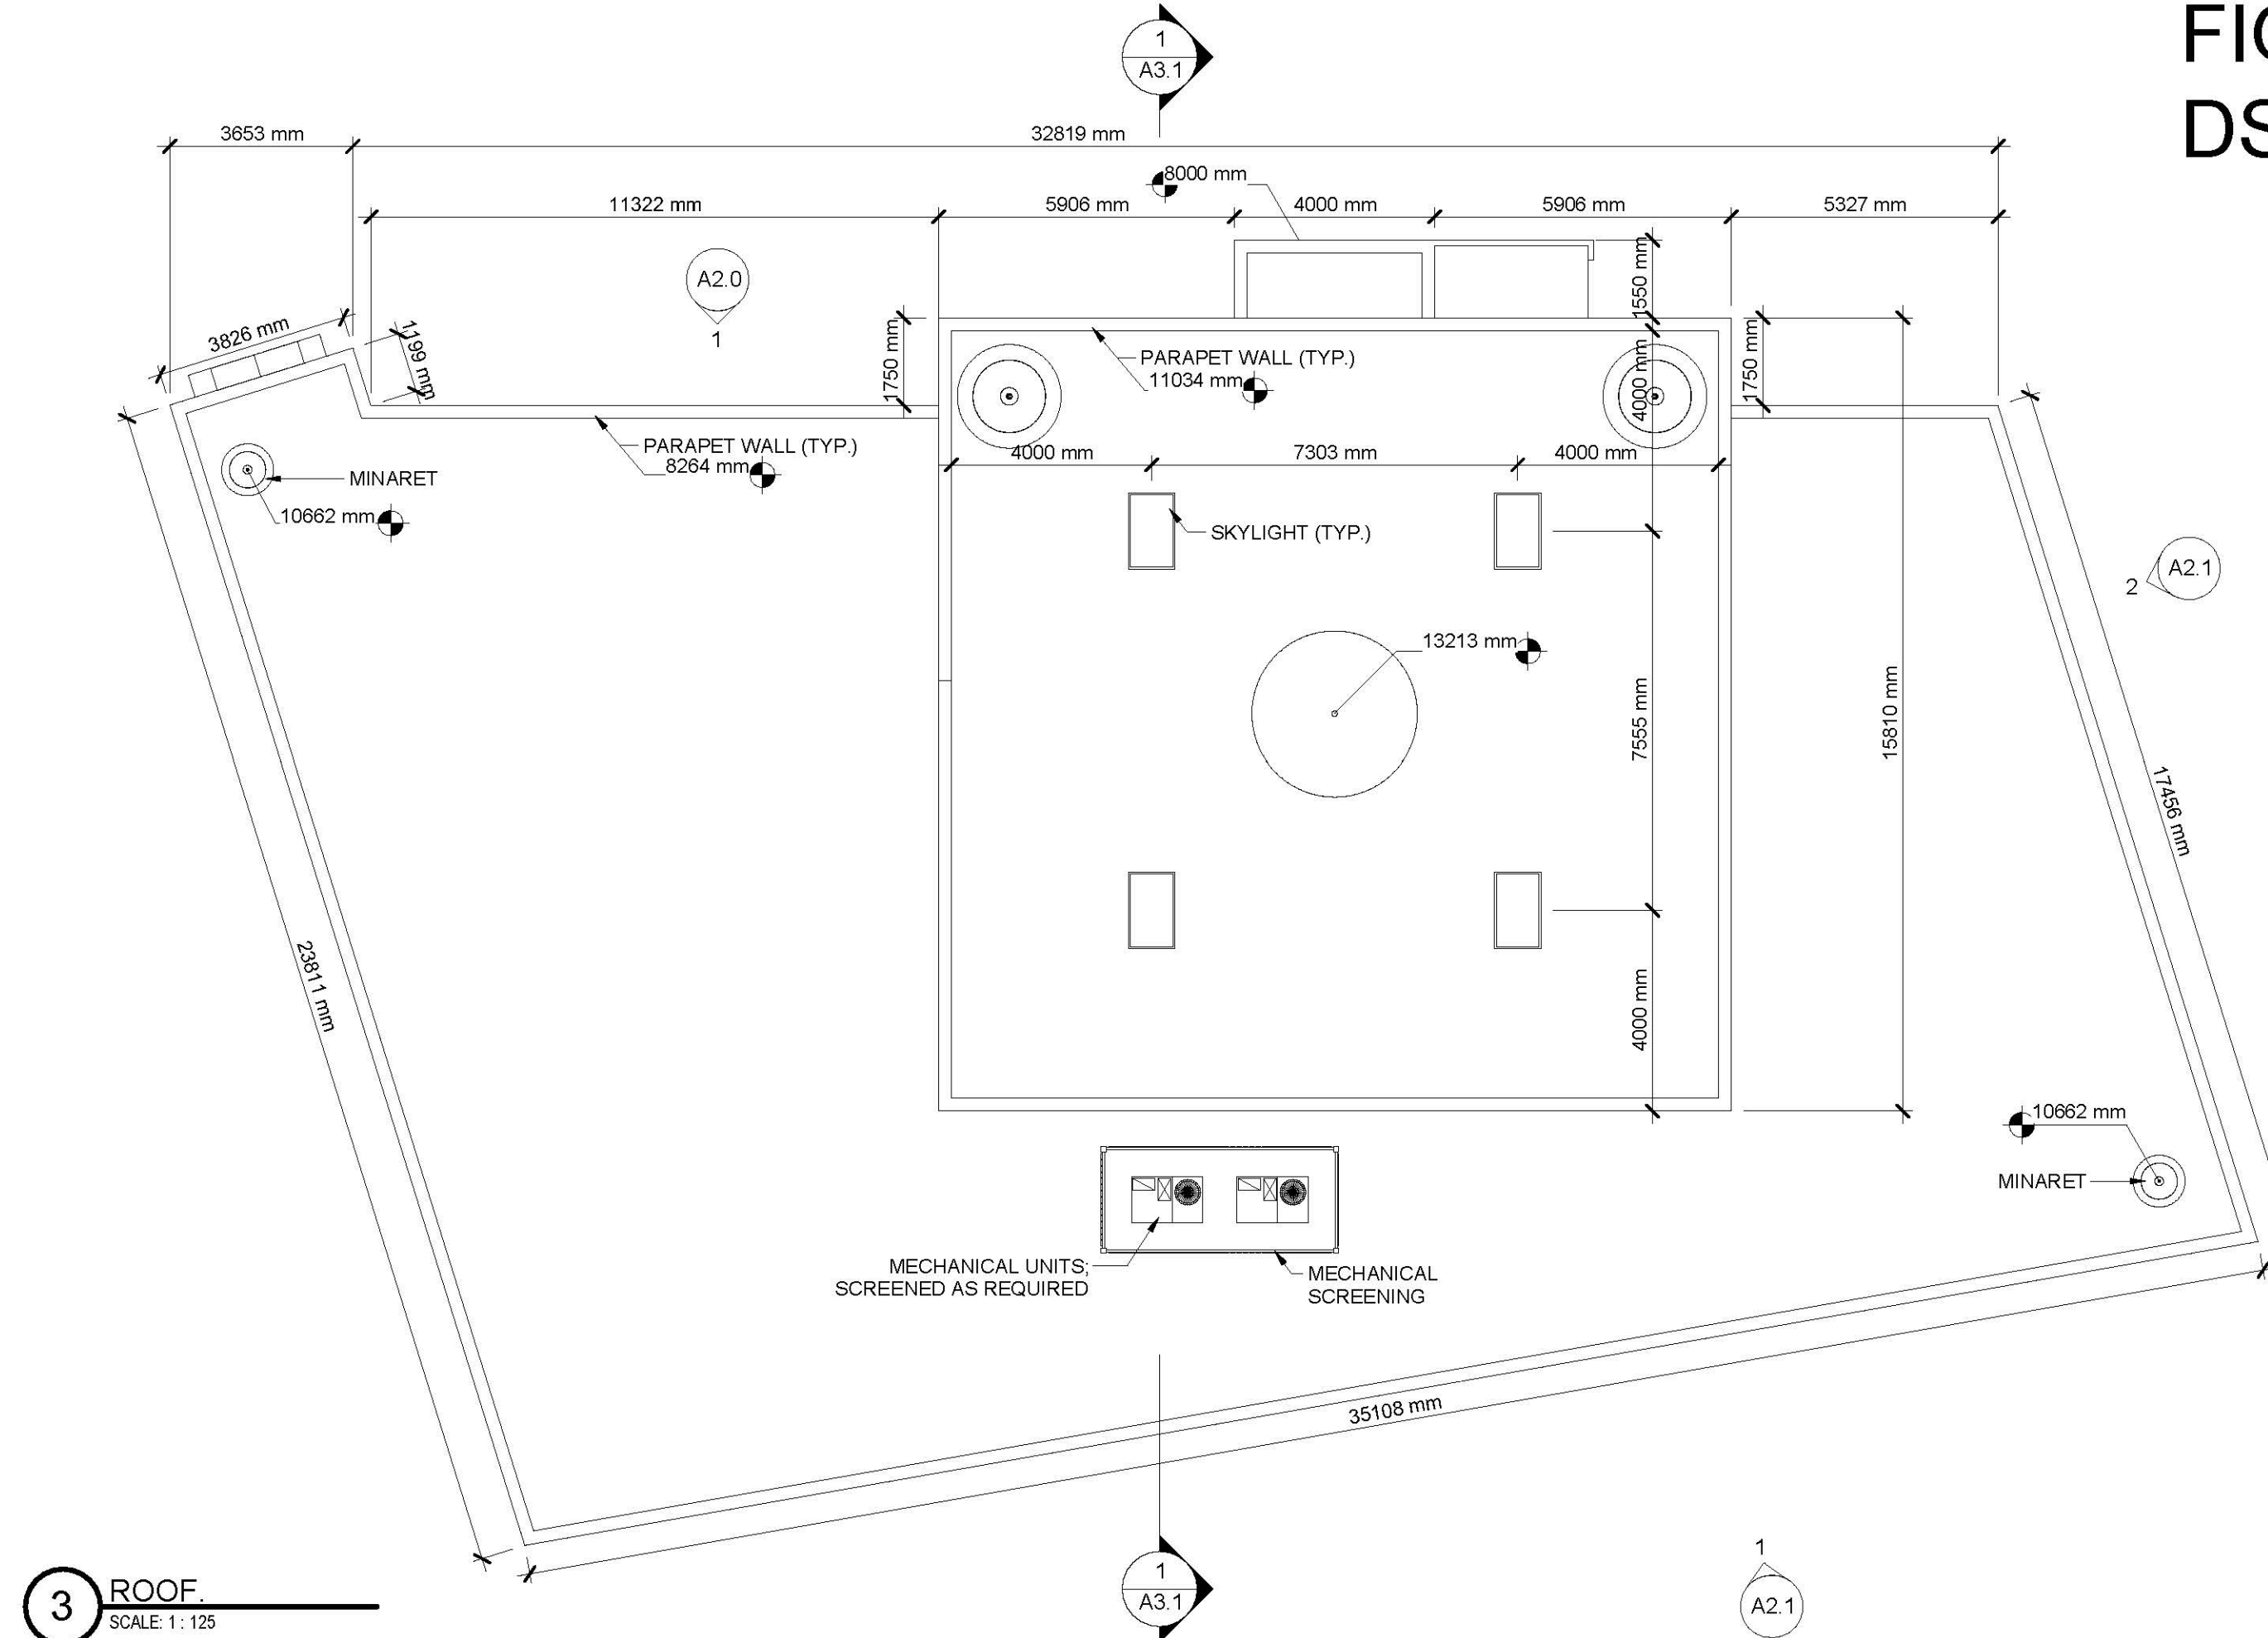 1
A3.1
FIG
DS
3653 mm
32819 mm
8000 mm
11322 mm
5906 mm
4000 mm
5906 mm
5327 mm
A2.0
1
1550 mm
3826 mm
1199 mm
1750 mm
PARAPET WALL (TYP.)
11034 mm
4000 mm
1750 mm
PARAPET WALL (TYP.)
8264 mm
4000 mm
7303 mm
4000 mm
MINARET
10662 mm
SKYLIGHT (TYP.)
A2.1
2
13213 mm
7555 mm
15810 mm
17456 mm
23811 mm
4000 mm
10662 mm
MINARET
MECHANICAL UNITS;
SCREENED AS REQUIRED
MECHANICAL
SCREENING
35108 mm
1
A3.1
1
A2.1
3
ROOF.
SCALE: 1 : 125